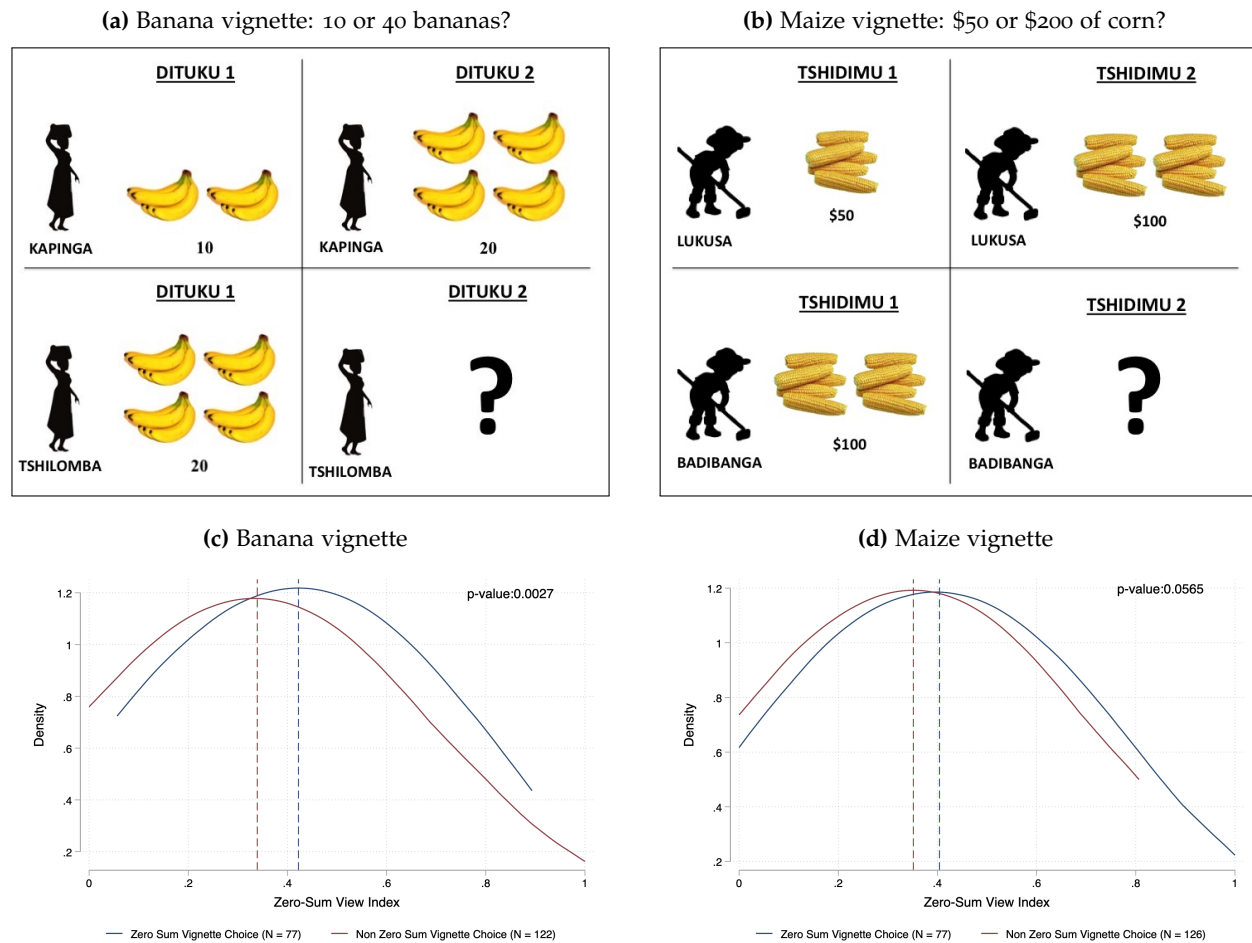 (a) Banana vignette: 10 or 40 bananas?
DITUKU 1
DITUKU 2
KAPINGA
10
KAPINGA
20
DITUKU 1
DITUKU 2
TSHILOMBA
20
TSHILOMBA
?
(b) Maize vignette: $50 or $200 of corn?
TSHIDIMU 1
TSHIDIMU 2
LUKUSA
$50
LUKUSA
$100
TSHIDIMU 1
TSHIDIMU 2
BADIBANGA
$100
BADIBANGA
?
(c) Banana vignette
p-value:0.0027
Density
1.2
1
.8
.6
.4
.2
0 .2 .4 .6 .8 1
Zero-Sum View Index
Zero Sum Vignette Choice (N = 77) Non Zero Sum Vignette Choice (N = 122)
(d) Maize vignette
p-value:0.0565
Density
1.2
1
.8
.6
.4
.2
0 .2 .4 .6 .8 1
Zero-Sum View Index
Zero Sum Vignette Choice (N = 77) Non Zero Sum Vignette Choice (N = 126)